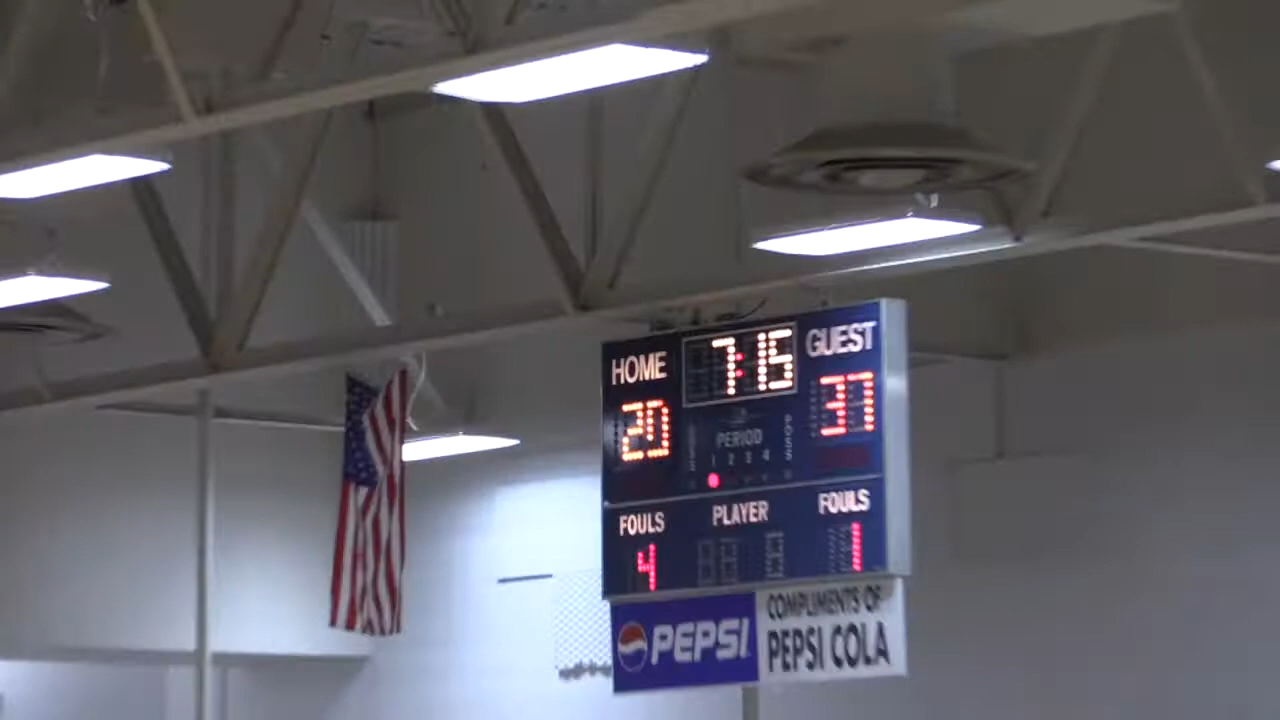 HOME 7:15 GUEST
20 37
PERIOD
POSS
1 2 3 4
FOULS PLAYER FOULS
4 1
PEPSI
COMPLIMENTS OF
PEPSI COLA